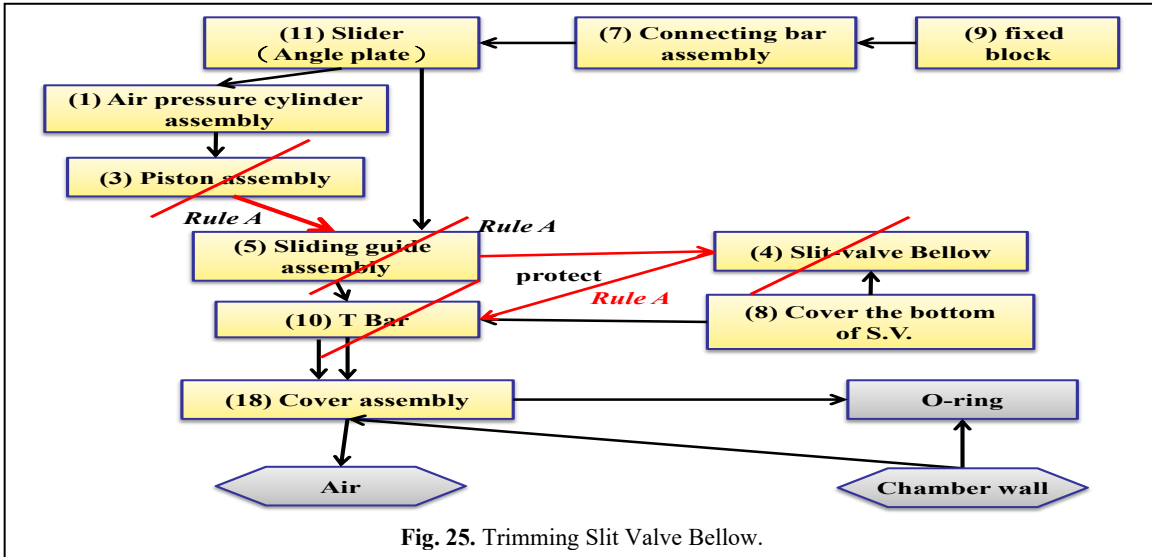 (11) Slider
（Angle plate）
(7) Connecting bar
assembly
(9) fixed
block
(1) Air pressure cylinder
assembly
(3) Piston assembly
Rule A
Rule A
(5) Sliding guide
assembly
(4) Slit-valve Bellow
protect
Rule A
(10) T Bar
(8) Cover the bottom
of S.V.
(18) Cover assembly
O-ring
Air
Chamber wall
Fig. 25. Trimming Slit Valve Bellow.